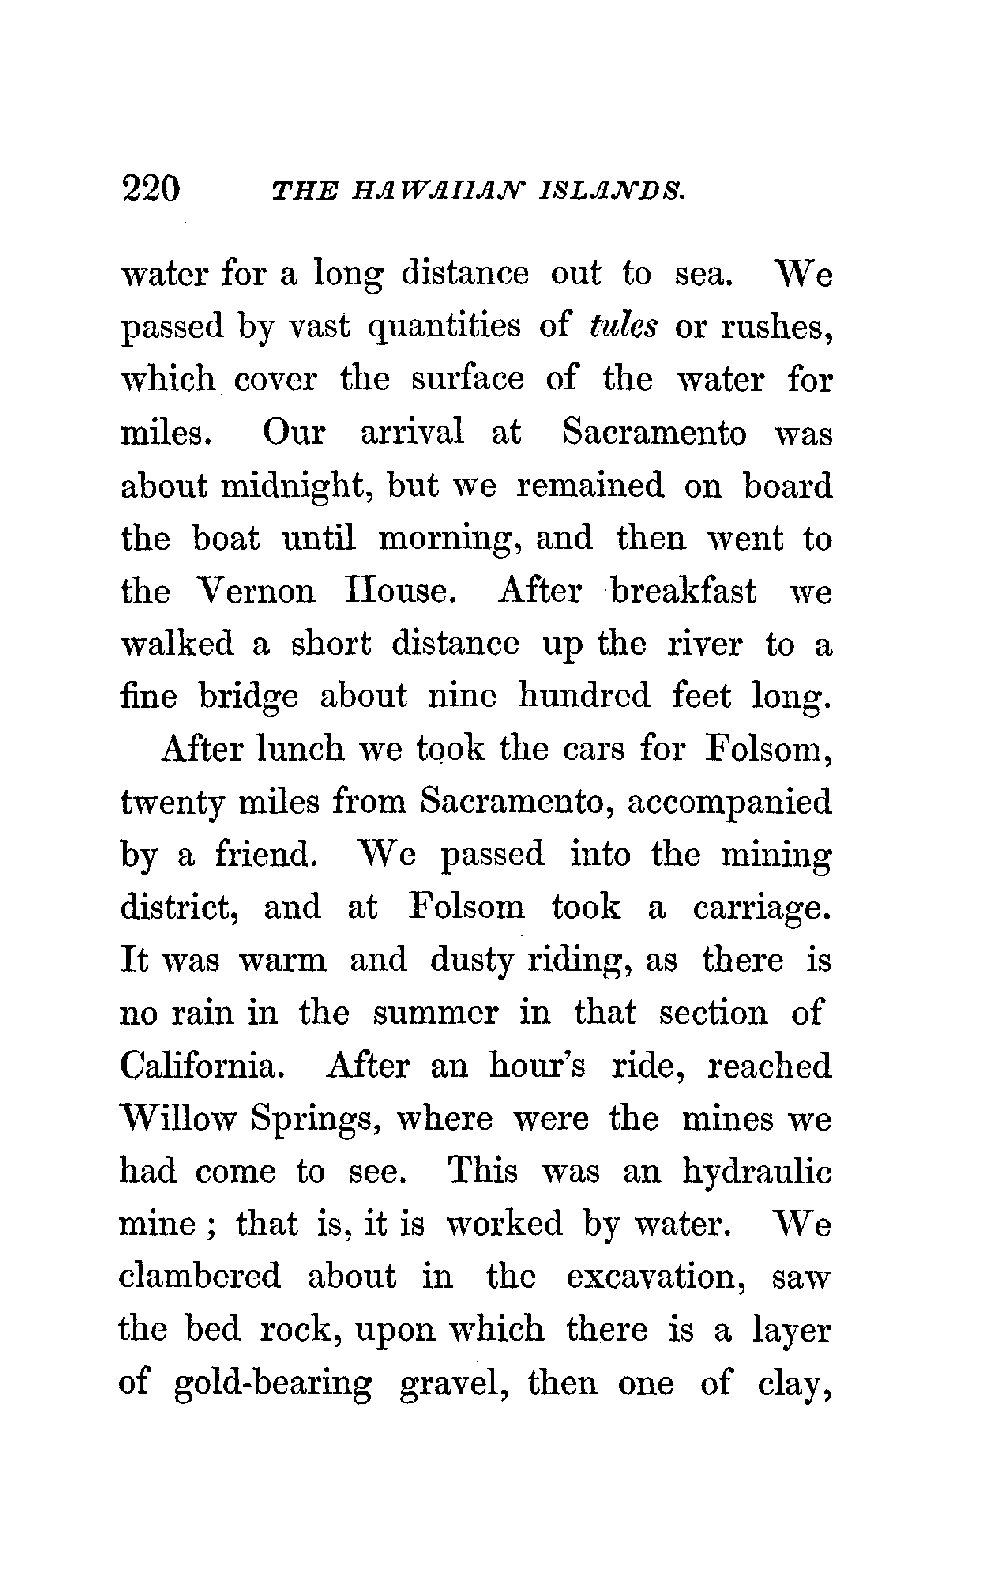 220 THE HAWAIIAN ISLANDS.
water for a long distance out to sea. We
passed by vast quantities of tules or rushes,
which cover the surface of the water for
miles. Our arrival at Sacramento was
about midnight, but we remained on board
the boat until morning, and then went to
the Vernon House. After breakfast we
walked a short distance up the river to a
fine bridge about nine hundred feet long.
After lunch we took the cars for Folsom,
twenty miles from Sacramento, accompanied
by a friend. We passed into the mining
district, and at Folsom took a carriage.
It was warm and dusty riding, as there is
no rain in the summer in that section of
California. After an hour's ride, reached
Willow Springs, where were the mines we
had come to see. This was an hydraulic
mine ; that is, it is worked by water. We
clambered about in the excavation, saw
the bed rock, upon which there is a layer
of gold-bearing gravel, then one of clay,